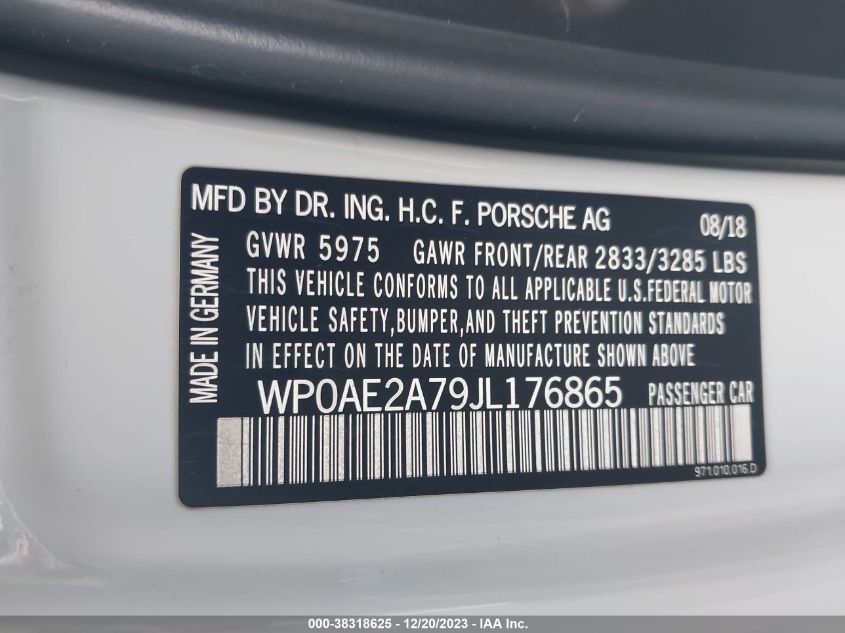 MFD BY DR. ING. H.C. F. PORSCHE AG 08/18
MADE IN GERMANY
GVWR 5975 GAWR FRONT/REAR 2833/3285 LBS
THIS VEHICLE CONFORMS TO ALL APPLICABLE U.S.FEDERAL MOTOR
VEHICLE SAFETY,BUMPER,AND THEFT PREVENTION STANDARDS
IN EFFECT ON THE DATE OF MANUFACTURE SHOWN ABOVE
WP0AE2A79JL176865 PASSENGER CAR
971.010.016.D
000-38318625 - 12/20/2023 - © IAA Inc.